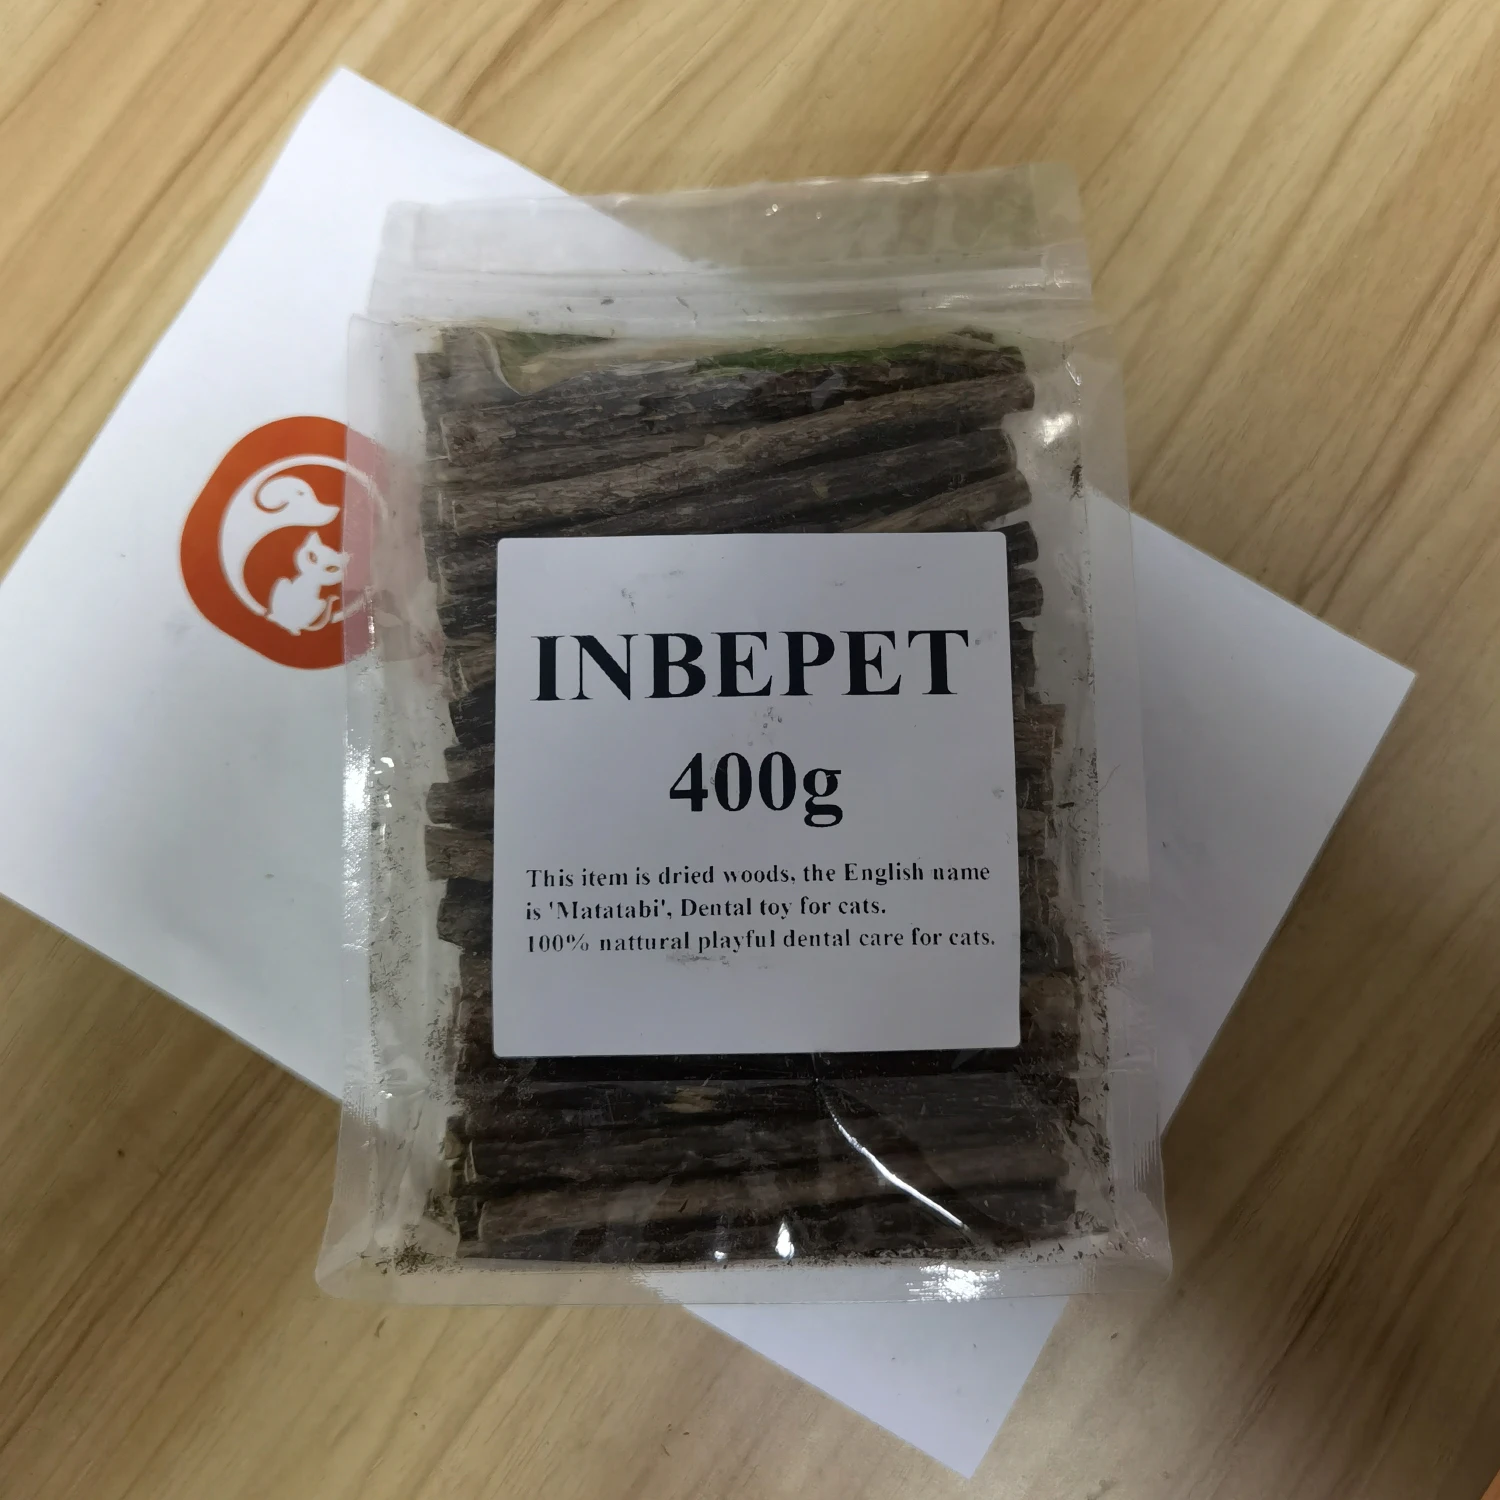 INBEPET
400g
This item is dried woods, the English name
is 'Matatabi', Dental toy for cats.
100% nattural playful dental care for cats.